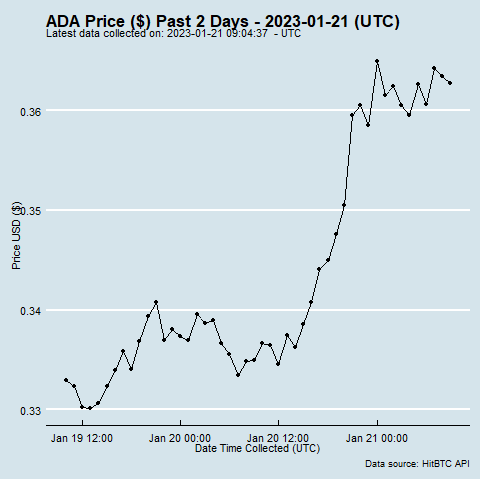 ADA Price ($) Past 2 Days - 2023-01-21 (UTC)
Latest data collected on: 2023-01-21 09:04:37 - UTC
0.36
0.35
Price USD ($)
0.34
0.33
Jan 19 12:00
Jan 20 00:00
Jan 20 12:00
Jan 21 00:00
Date Time Collected (UTC)
Data source: HitBTC API